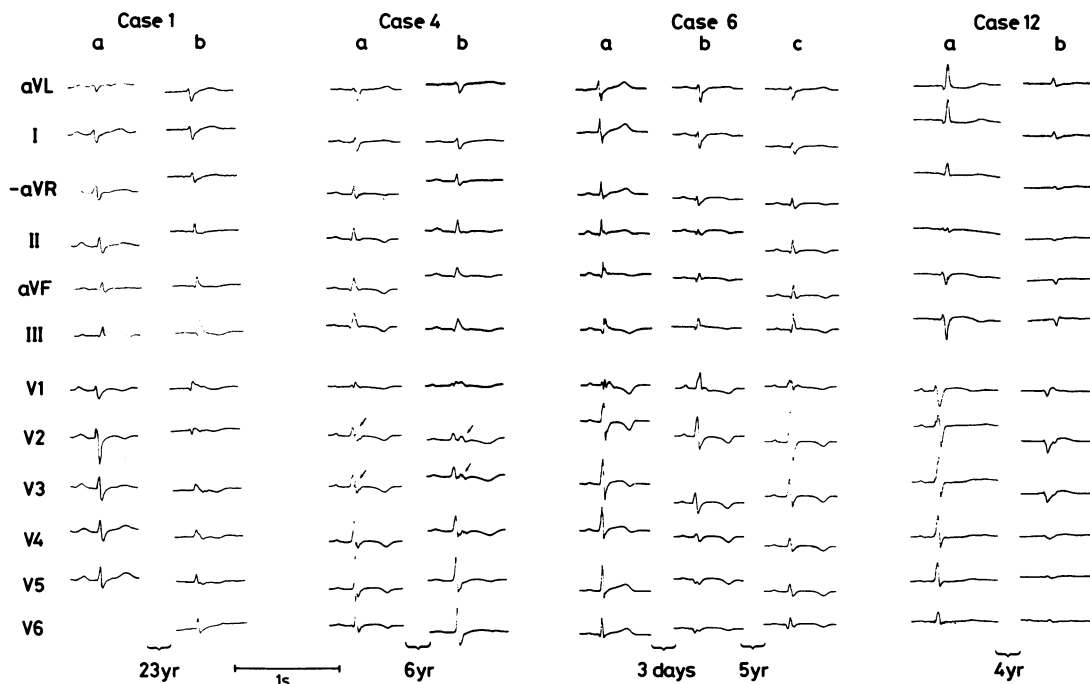 Case 1 Case 4 Case 6 Case 12
a b a b a b c a b
aVL
I
-aVR
II
aVF
III
V1
V2
V3
V4
V5
V6
23yr 1s 6yr 3 days 5yr 4yr